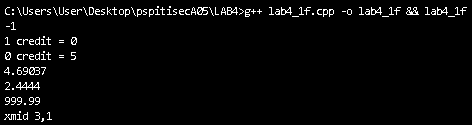 C:\Users\User\Desktop\pspitisecA05\LAB4>g++ lab4_1f.cpp -o lab4_1f && lab4_1f
-1
1 credit = 0
0 credit = 5
4.69037
2.4444
999.99
xmid 3,1